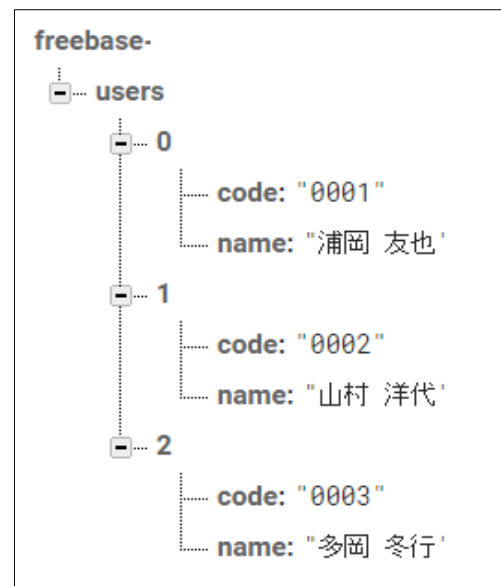 freebase-
users
0
code: "0001"
name: "浦岡 友也'
1
code: "0002"
name: "山村 洋代'
2
code: "0003"
name: "多岡 冬行'